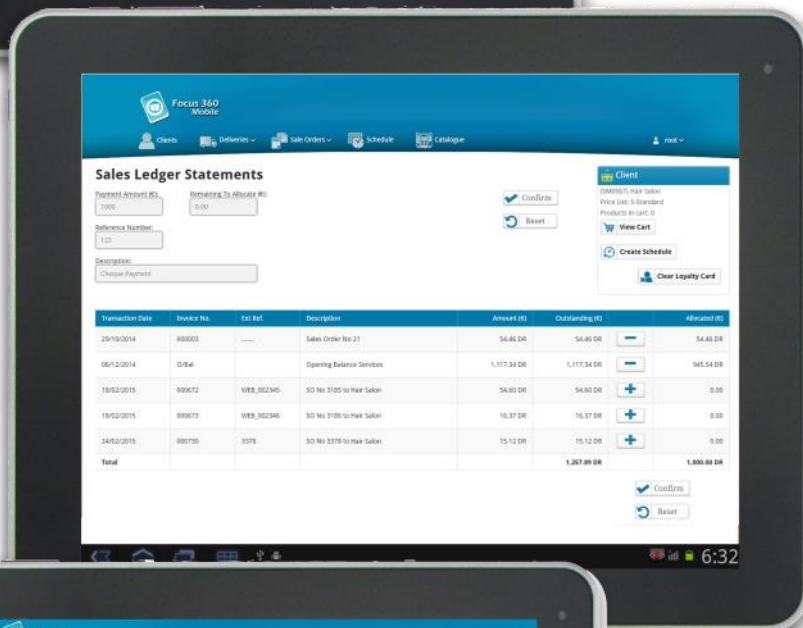 Focus 360
Mobile
Clients Deliveries Sale Orders Schedule Catalogue root
Sales Ledger Statements
Payment Amount (€): Remaining To Allocate (€):
1000 0.00
Reference Number:
123
Description:
Cheque Payment
Confirm
Reset
Client
(SM0567) Hair Salon
Price List: S-Standard
Products in cart: 0
View Cart
Create Schedule
Clear Loyalty Card
Transaction Date Invoice No. Ext Ref. Description Amount (€) Outstanding (€) Allocated (€)
29/10/2014 000003 ...... Sales Order No 21 54.46 DR 54.46 DR 54.46 DR
06/12/2014 O/Bal Opening Balance Services 1,117.34 DR 1,117.34 DR 945.54 DR
18/02/2015 000672 WEB_002345 SO No 3185 to Hair Salon 54.60 DR 54.60 DR 0.00
18/02/2015 000673 WEB_002346 SO No 3186 to Hair Salon 16.37 DR 16.37 DR 0.00
24/02/2015 000730 3378 SO No 3378 to Hair Salon 15.12 DR 15.12 DR 0.00
Total 1,257.89 DR 1,000.00 DR
Confirm
Reset
6:32